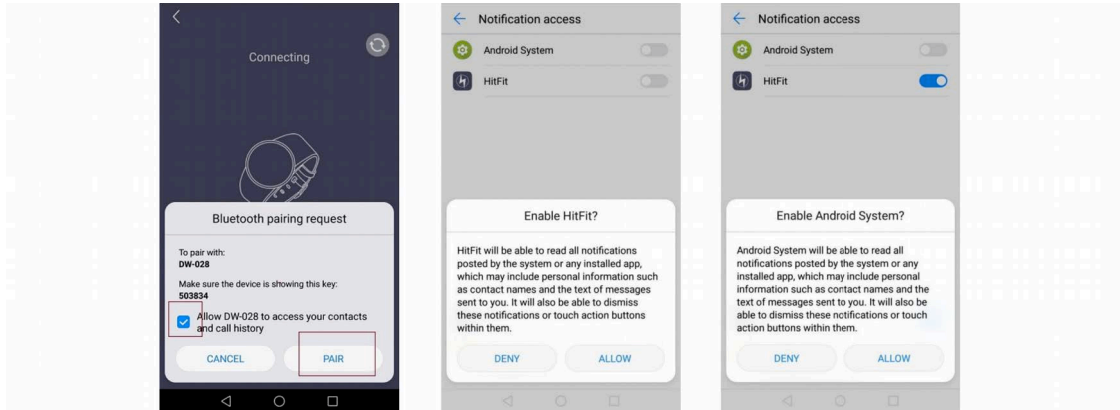 Connecting
Bluetooth pairing request
To pair with:
DW-028
Make sure the device is showing this key:
503834
Allow DW-028 to access your contacts
and call history
CANCEL
PAIR
Notification access
Android System
HitFit
Enable HitFit?
HitFit will be able to read all notifications
posted by the system or any installed app,
which may include personal information such
as contact names and the text of messages
sent to you. It will also be able to dismiss
these notifications or touch action buttons
within them.
DENY
ALLOW
Notification access
Android System
HitFit
Enable Android System?
Android System will be able to read all
notifications posted by the system or any
installed app, which may include personal
information such as contact names and the
text of messages sent to you. It will also be
able to dismiss these notifications or touch
action buttons within them.
DENY
ALLOW